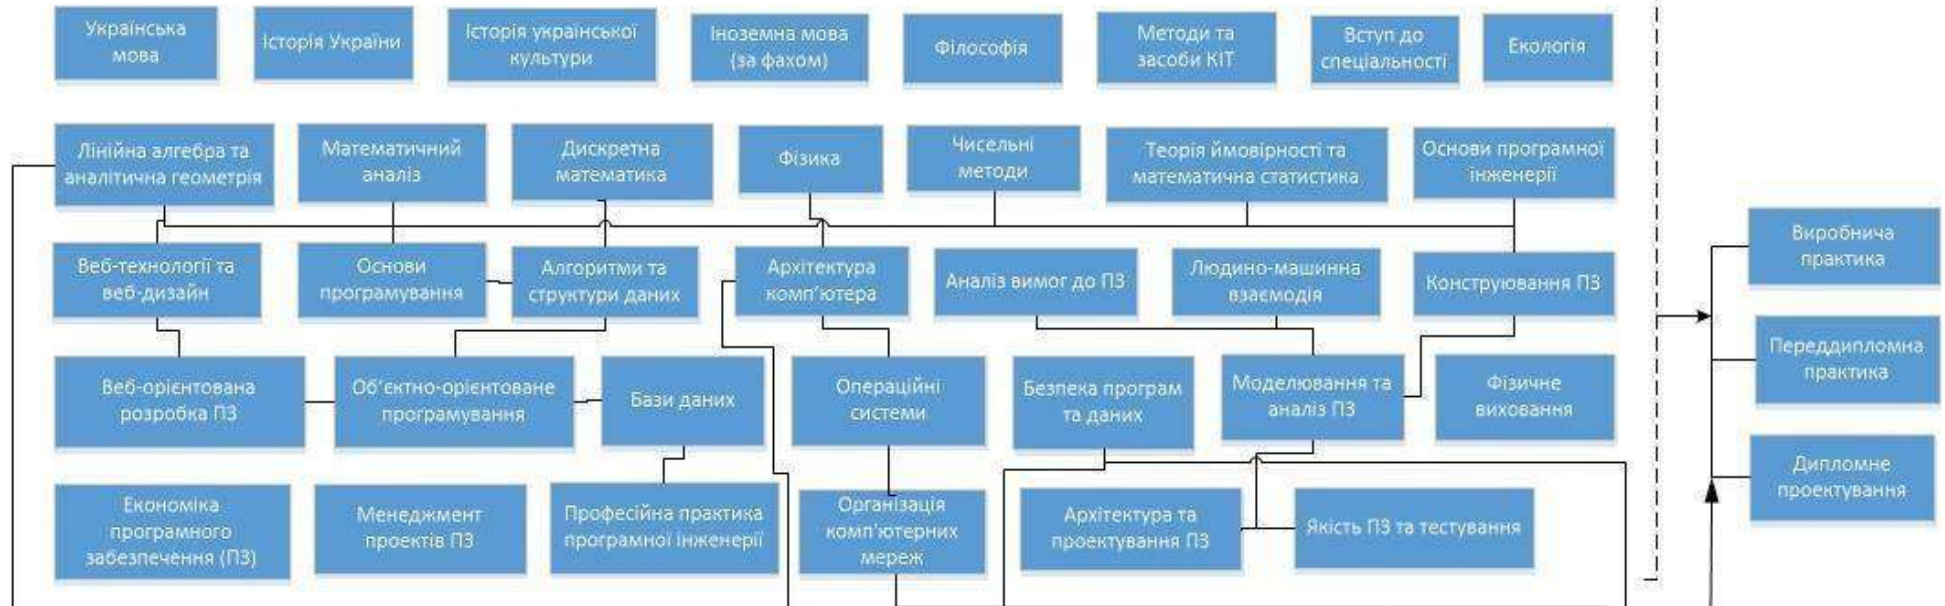 Українська
мова
Історія України
Історія української
культури
Іноземна мова
(за фахом)
Філософія
Методи та
засоби КІТ
Вступ до
спеціальності
Екологія
Лінійна алгебра та
аналітична геометрія
Математичний
аналіз
Дискретна
математика
Фізика
Чисельні
методи
Теорія ймовірності та
математична статистика
Основи програмної
інженерії
Веб-технології та
веб-дизайн
Основи
програмування
Алгоритми та
структури даних
Архітектура
комп'ютера
Аналіз вимог до ПЗ
Людино-машинна
взаємодія
Конструювання ПЗ
Веб-орієнтована
розробка ПЗ
Об'єктно-орієнтоване
програмування
Бази даних
Операційні
системи
Безпека програм
та даних
Моделювання та
аналіз ПЗ
Фізичне
виховання
Економіка
програмного
забезпечення (ПЗ)
Менеджмент
проектів ПЗ
Професійна практика
програмної інженерії
Організація
комп'ютерних
мереж
Архітектура та
проектування ПЗ
Якість ПЗ та тестування
Виробнича
практика
Переддипломна
практика
Дипломне
проектування